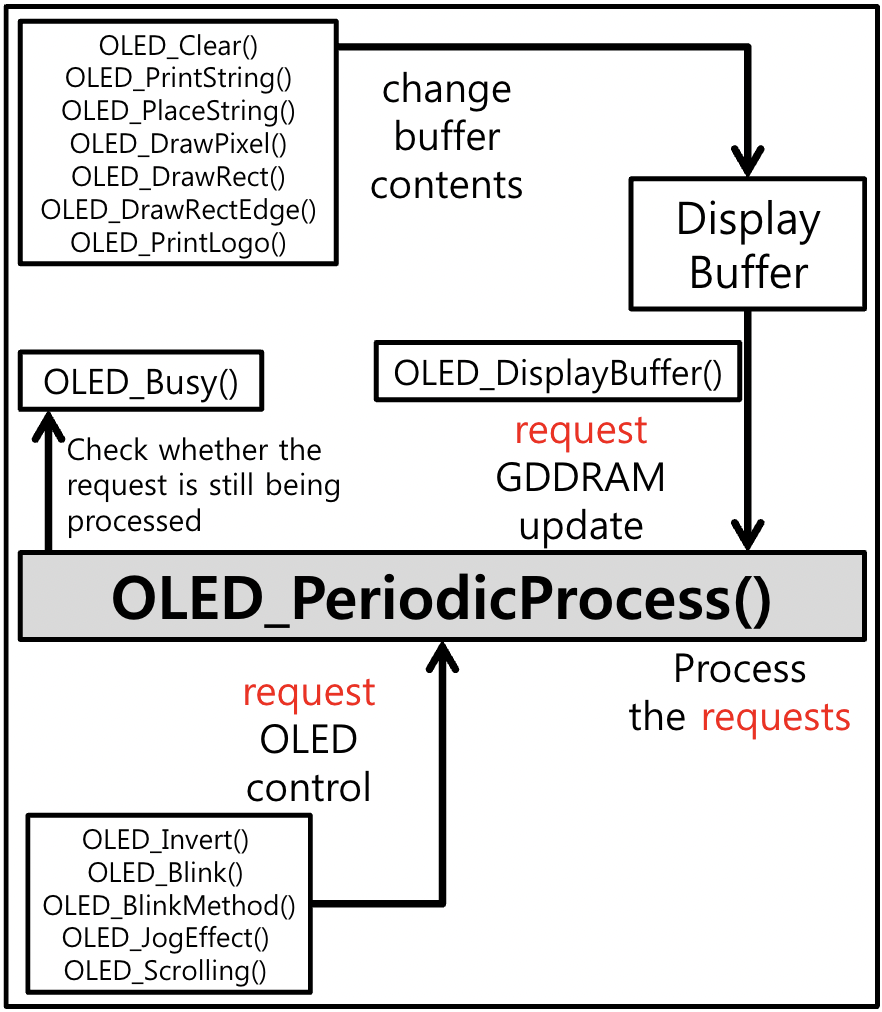 OLED_Clear()
OLED_PrintString()
OLED_PlaceString()
OLED_DrawPixel()
OLED_DrawRect()
OLED_DrawRectEdge()
OLED_PrintLogo()
change
buffer
contents
Display
Buffer
OLED_Busy()
OLED_DisplayBuffer()
Check whether the
request is still being
processed
request
GDDRAM
update
OLED_PeriodicProcess()
request
OLED
control
Process
the requests
OLED_Invert()
OLED_Blink()
OLED_BlinkMethod()
OLED_JogEffect()
OLED_Scrolling()